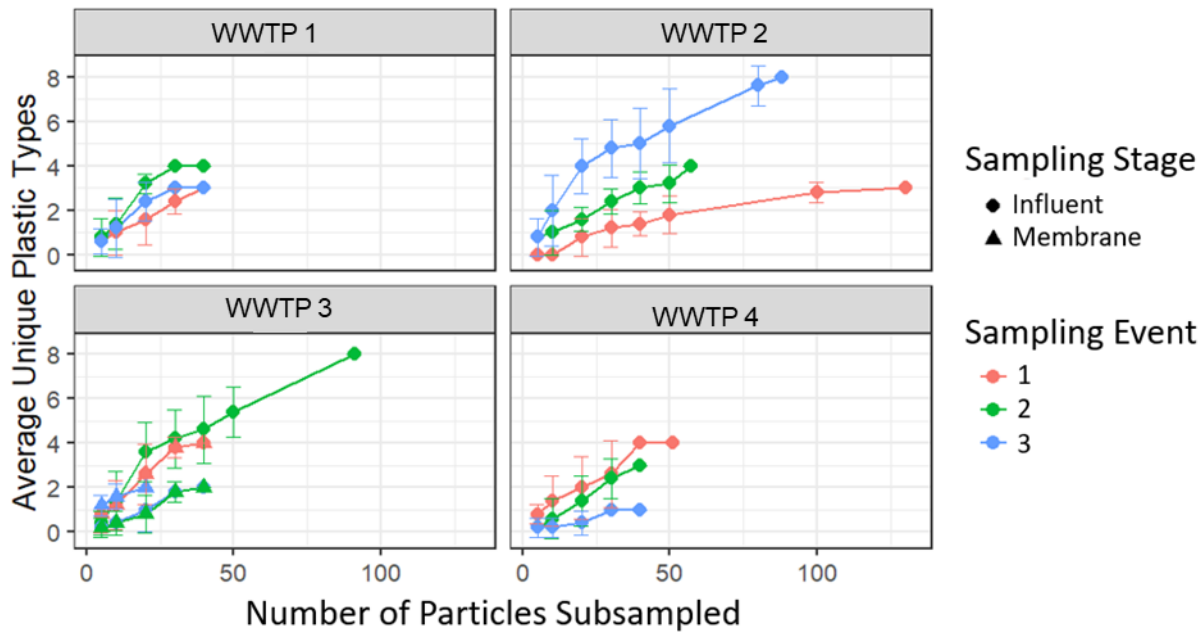 WWTP 1
WWTP 2
8
6
4
2
0
WWTP 3
WWTP 4
8
6
4
2
0
0
50
100
0
50
100
Average Unique Plastic Types
Number of Particles Subsampled
Sampling Stage
Influent
Membrane
Sampling Event
1
2
3